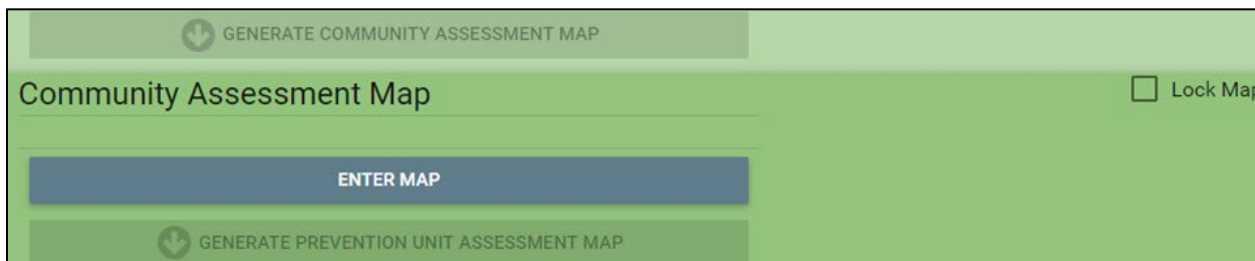 GENERATE COMMUNITY ASSESSMENT MAP
Community Assessment Map
Lock Map
ENTER MAP
GENERATE PREVENTION UNIT ASSESSMENT MAP